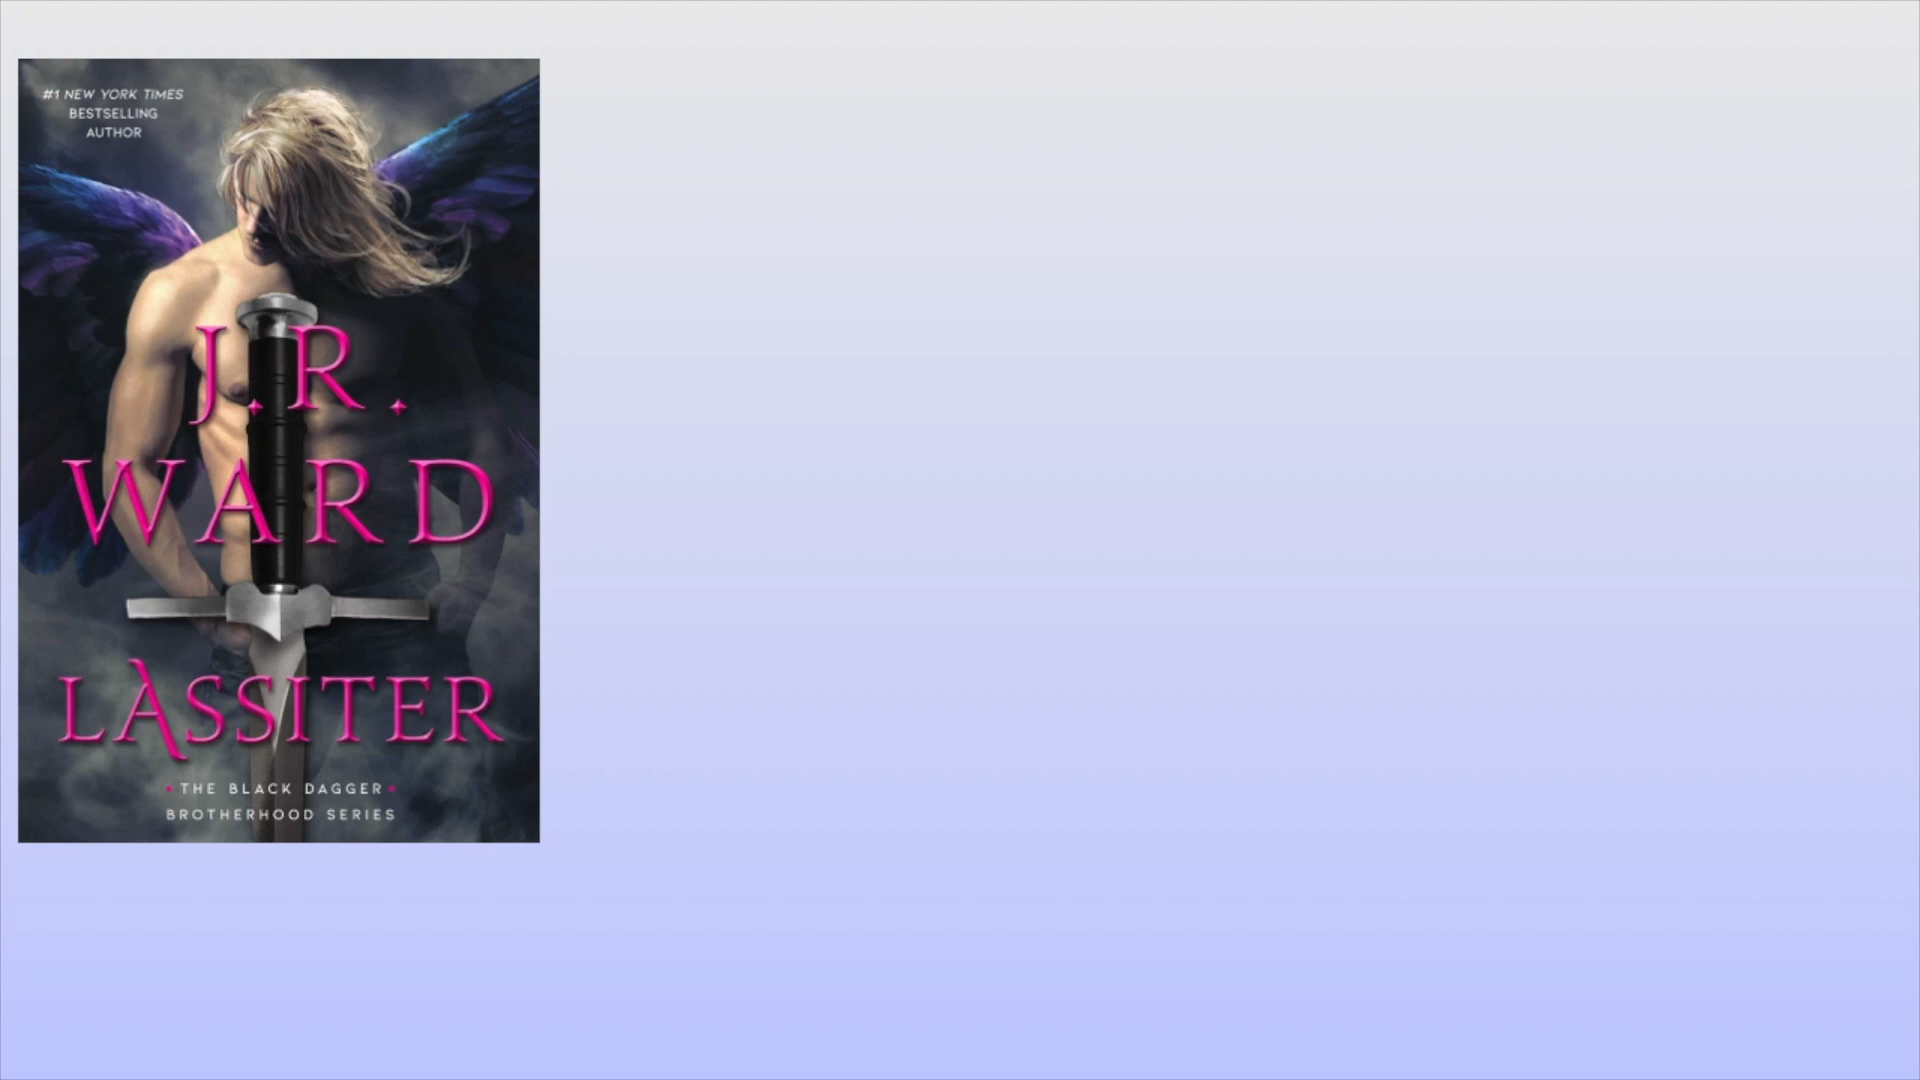 #1 NEW YORK TIMES
BESTSELLING
AUTHOR
J.R.
WARD
LASSITER
• THE BLACK DAGGER •
BROTHERHOOD SERIES